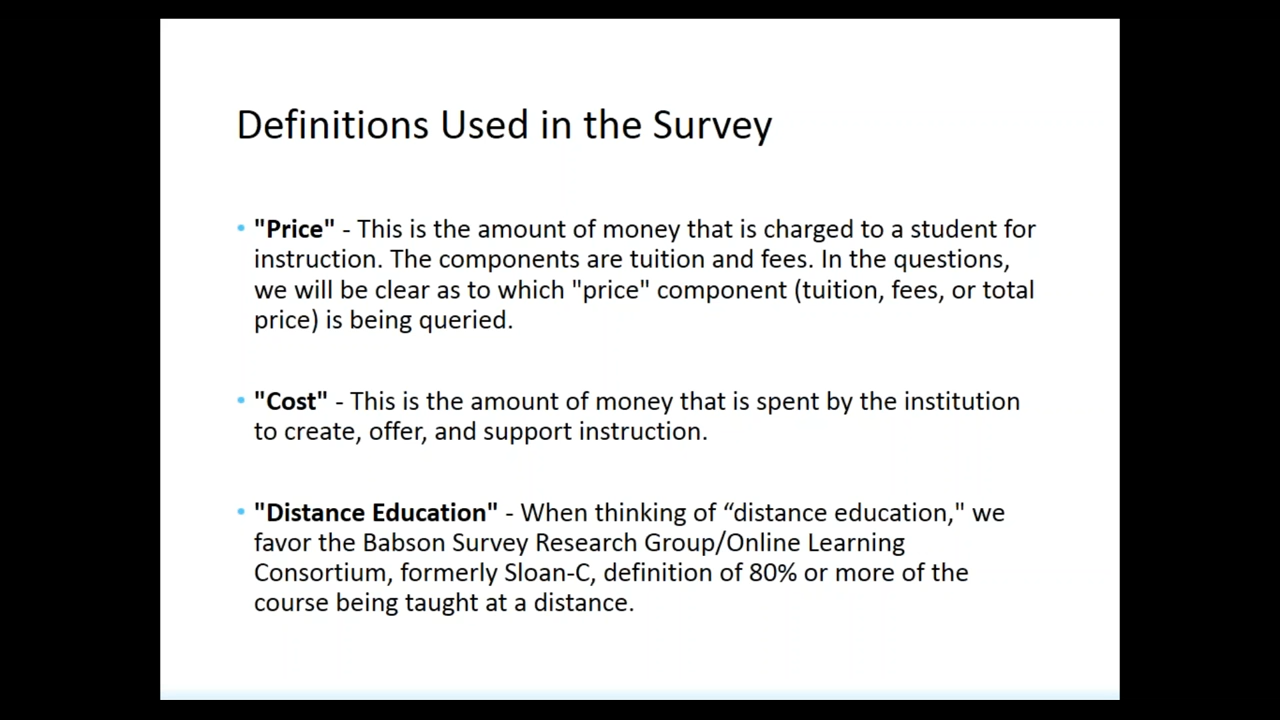 Definitions Used in the Survey
• "Price" - This is the amount of money that is charged to a student for
instruction. The components are tuition and fees. In the questions,
we will be clear as to which "price" component (tuition, fees, or total
price) is being queried.
• "Cost" - This is the amount of money that is spent by the institution
to create, offer, and support instruction.
• "Distance Education" - When thinking of “distance education," we
favor the Babson Survey Research Group/Online Learning
Consortium, formerly Sloan-C, definition of 80% or more of the
course being taught at a distance.